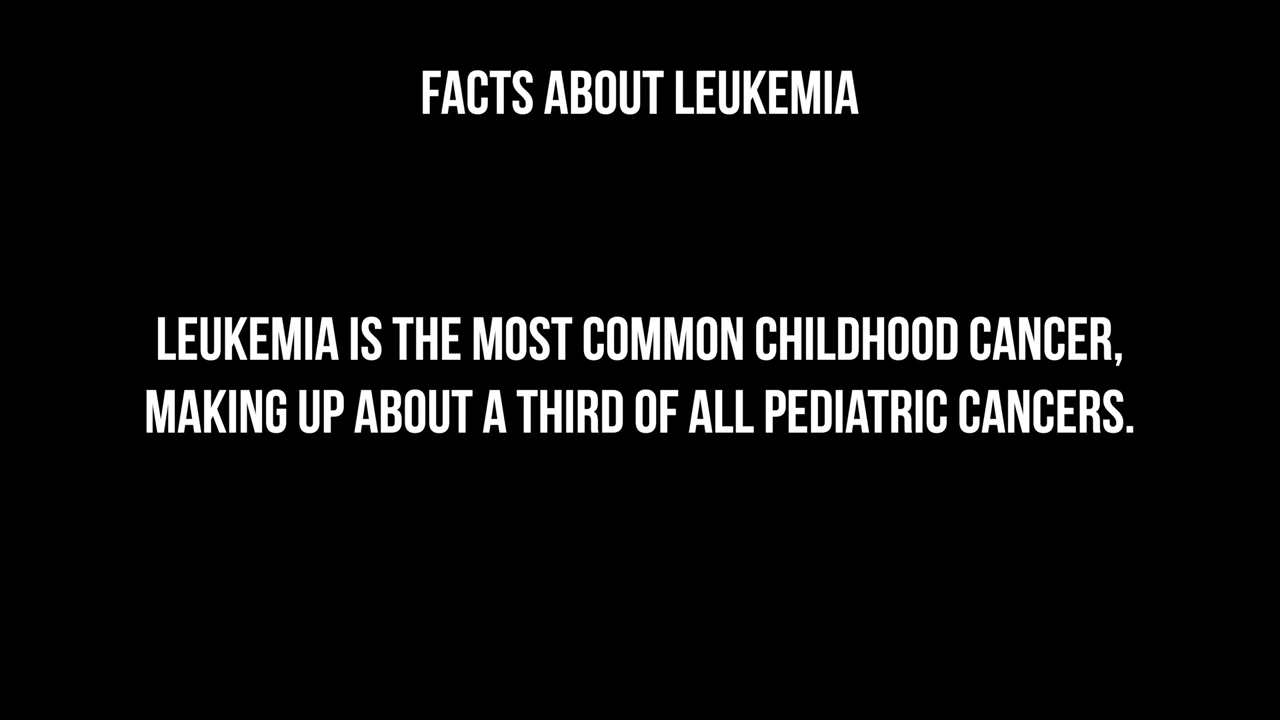 FACTS ABOUT LEUKEMIA
LEUKEMIA IS THE MOST COMMON CHILDHOOD CANCER,
MAKING UP ABOUT A THIRD OF ALL PEDIATRIC CANCERS.